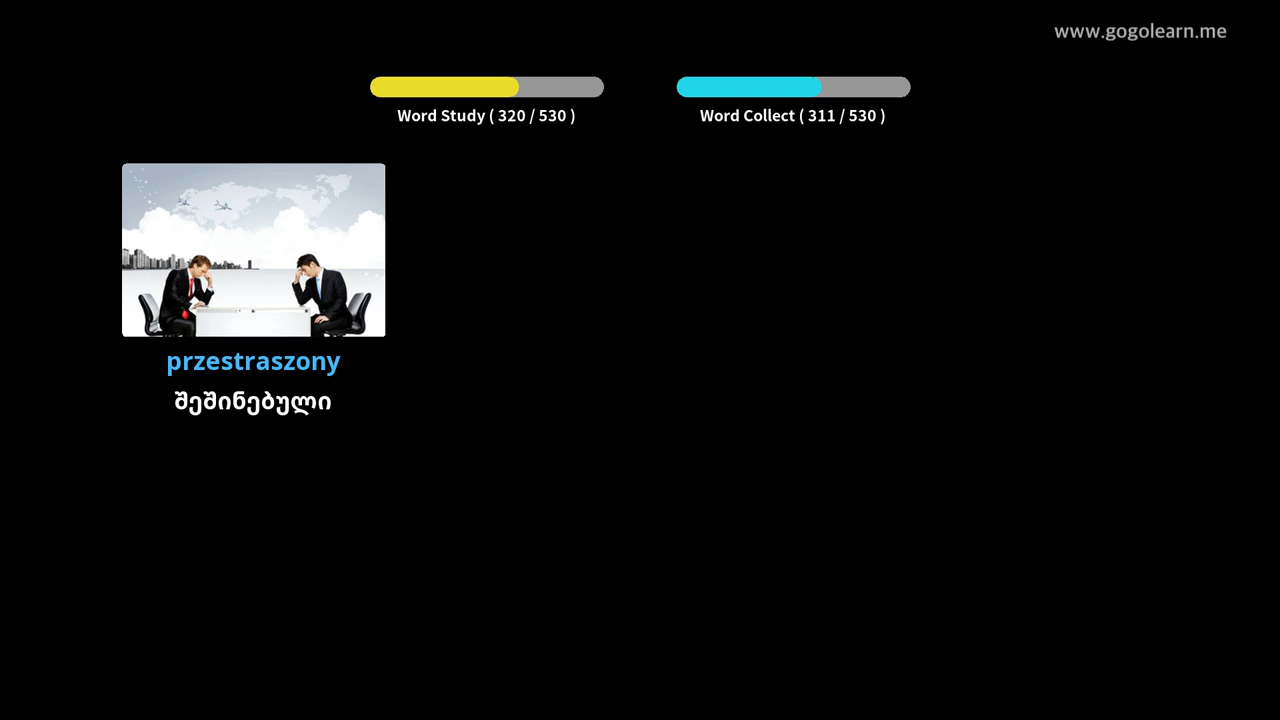 www.gogolearn.me
Word Study ( 320 / 530 )
Word Collect ( 311 / 530 )
przestraszony
შეშინებული